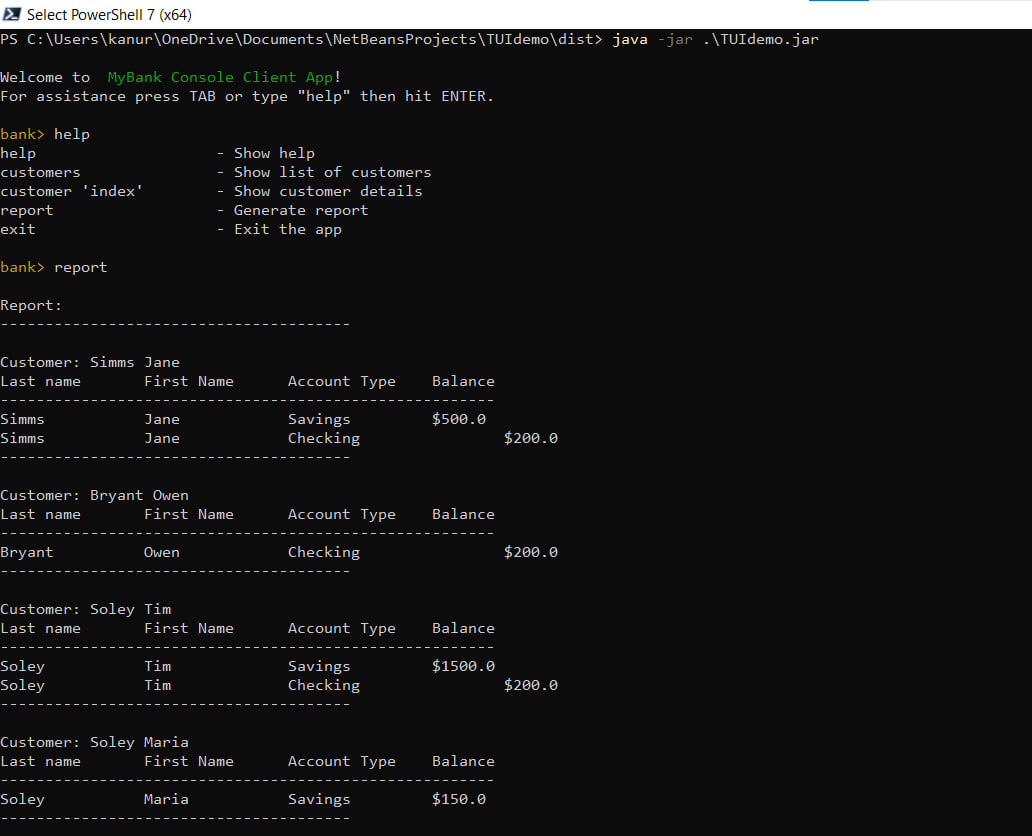 Select PowerShell 7 (x64)
PS C:\Users\kanur\OneDrive\Documents\NetBeansProjects\TUIdemo\dist> java -jar .\TUIdemo.jar
Welcome to  MyBank Console Client App!
For assistance press TAB or type "help" then hit ENTER.
bank> help
help                    - Show help
customers               - Show list of customers
customer 'index'        - Show customer details
report                  - Generate report
exit                    - Exit the app
bank> report
Report:
---------------------------------------
Customer: Simms Jane
Last name       First Name      Account Type    Balance
-------------------------------------------------------
Simms           Jane            Savings         $500.0
Simms           Jane            Checking                $200.0
---------------------------------------
Customer: Bryant Owen
Last name       First Name      Account Type    Balance
-------------------------------------------------------
Bryant          Owen            Checking                $200.0
---------------------------------------
Customer: Soley Tim
Last name       First Name      Account Type    Balance
-------------------------------------------------------
Soley           Tim             Savings         $1500.0
Soley           Tim             Checking                $200.0
---------------------------------------
Customer: Soley Maria
Last name       First Name      Account Type    Balance
-------------------------------------------------------
Soley           Maria           Savings         $150.0
---------------------------------------